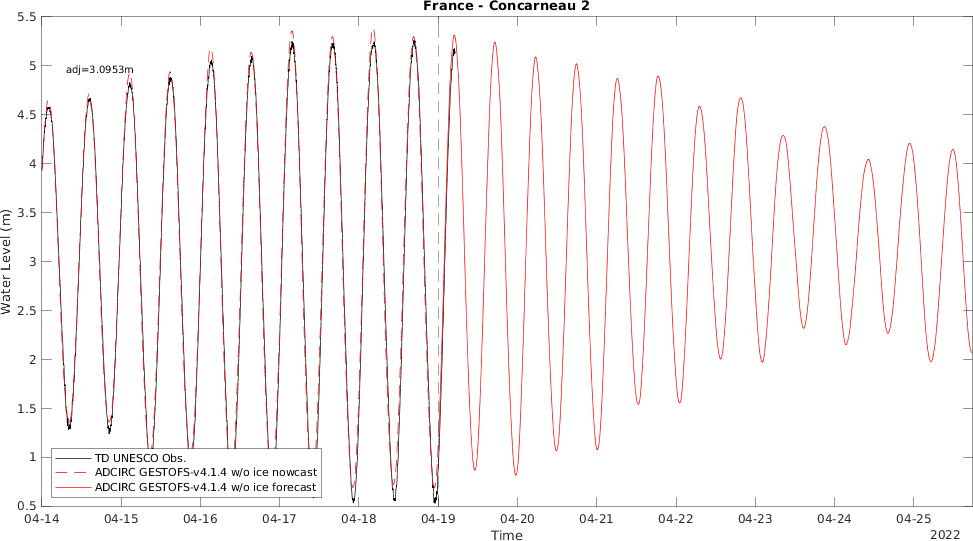 France - Concarneau 2
5.5
5
adj=3.0953m
4.5
4
3.5
3
2.5
2
1.5
1
0.5
Water Level (m)
TD UNESCO Obs.
ADCIRC GESTOFS-v4.1.4 w/o ice nowcast
ADCIRC GESTOFS-v4.1.4 w/o ice forecast
04-14 04-15 04-16 04-17 04-18 04-19 04-20 04-21 04-22 04-23 04-24 04-25
Time
2022